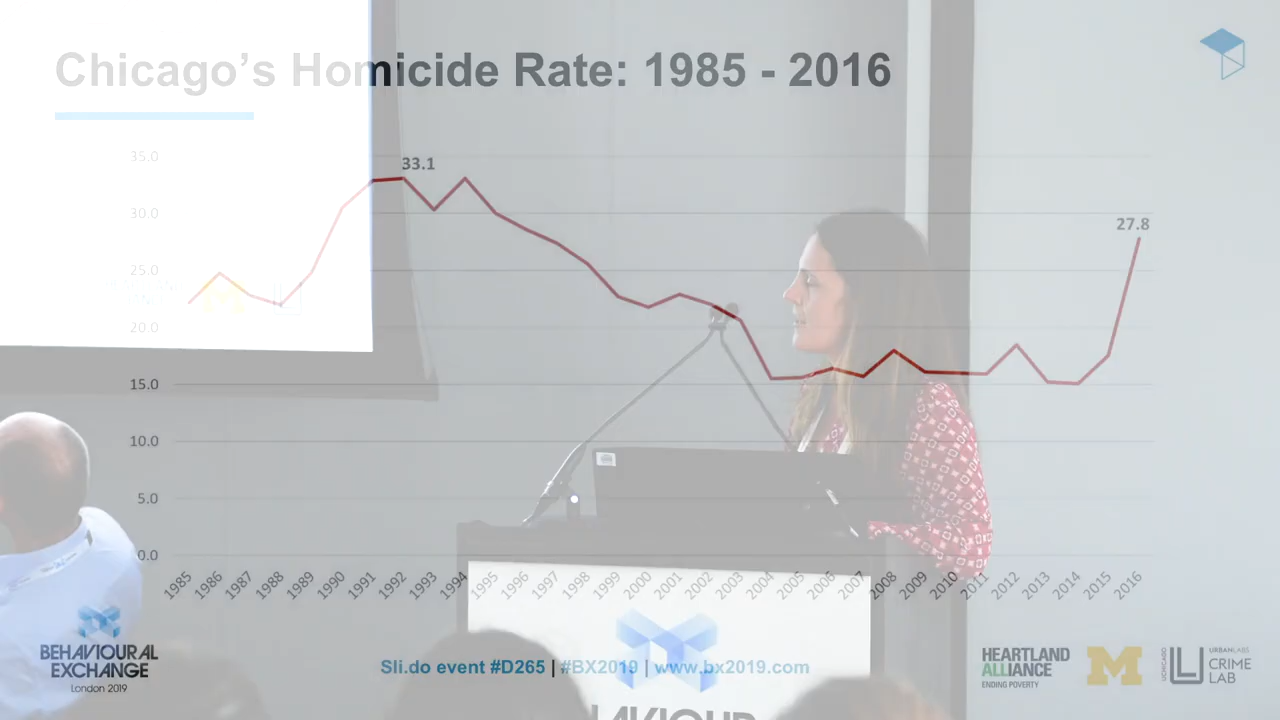 Chicago's Homicide Rate: 1985 - 2016
35.0
33.1
30.0
27.8
25.0
20.0
15.0
10.0
5.0
0.0
1985 1986 1987 1988 1989 1990 1991 1992 1993 1994 1995 1996 1997 1998 1999 2000 2001 2002 2003 2004 2005 2006 2007 2008 2009 2010 2011 2012 2013 2014 2015 2016
BEHAVIOURAL
EXCHANGE
London 2019
Sli.do event #D265 | #BX2019 | www.bx2019.com
HEARTLAND
ALLIANCE
ENDING POVERTY
M
UCHICAGO
URBANLABS
CRIME
LAB